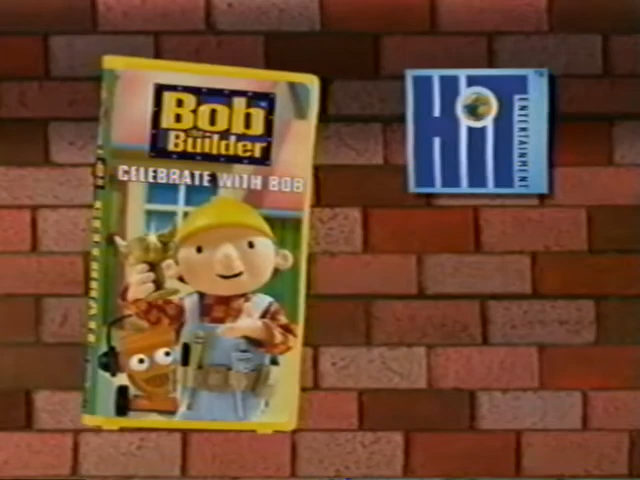 Bob
the
Builder
CELEBRATE WITH BOB
HiT
ENTERTAINMENT